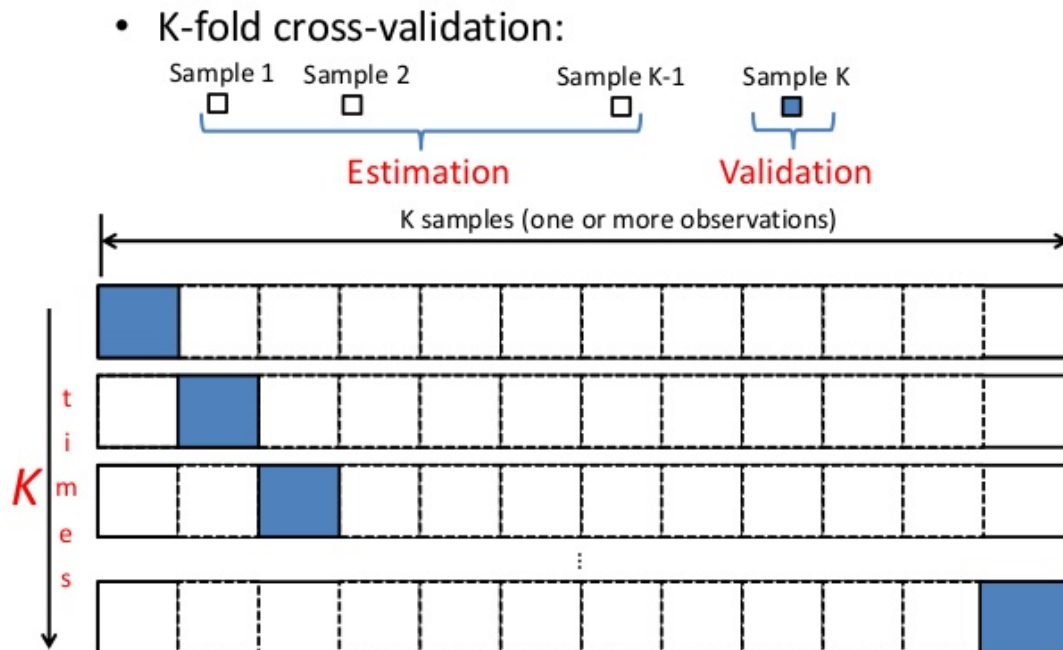 • K-fold cross-validation:
Sample 1 Sample 2 Sample K-1 Sample K
Estimation Validation
K samples (one or more observations)
K
t
i
m
e
s
⋮